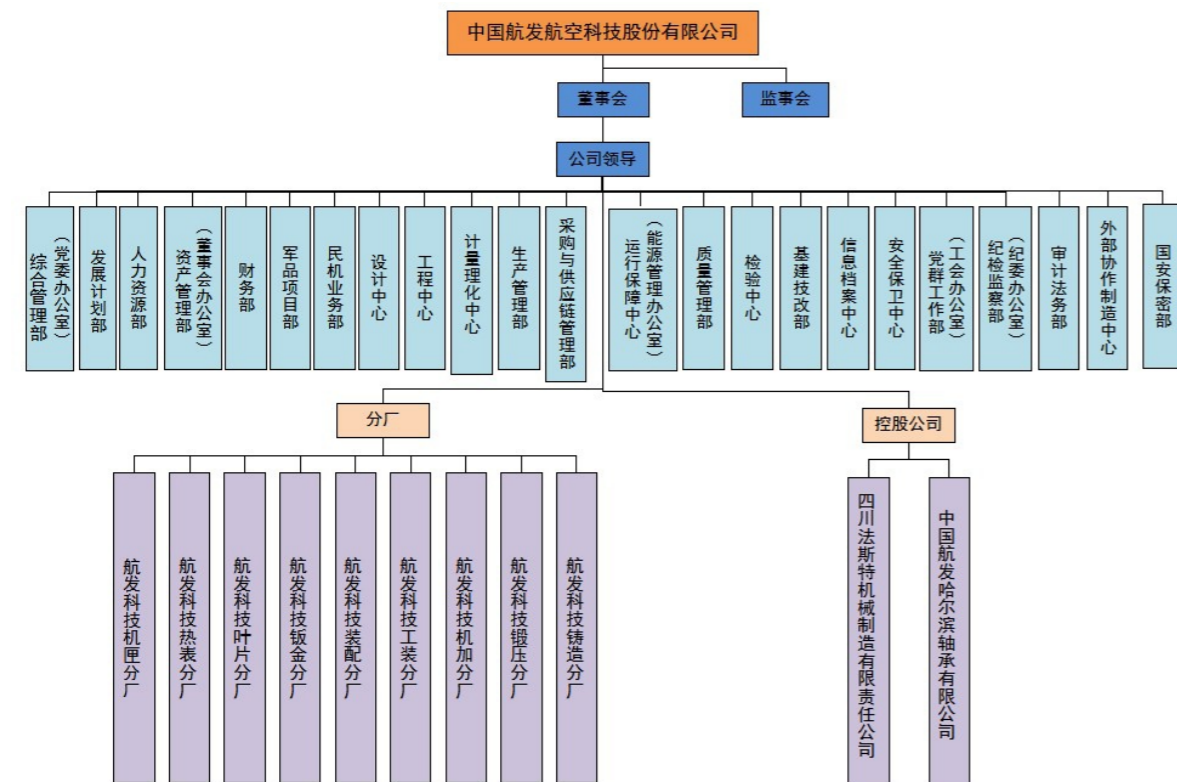 中国航发航空科技股份有限公司
董事会
监事会
公司领导
综合管理部
（党委办公室）
发展计划部
人力资源部
资产管理部
（董事会办公室）
财务部
军品项目部
民机业务部
设计中心
工程中心
计量理化中心
生产管理部
采购与供应链管理部
运行保障中心
（能源管理办公室）
质量管理部
检验中心
基建技改部
信息档案中心
安全保卫中心
党群工作部
（工会办公室）
纪检监察部
（纪委办公室）
审计法务部
外部协作制造中心
国安保密部
分厂
控股公司
航发科技机匣分厂
航发科技热表分厂
航发科技叶片分厂
航发科技钣金分厂
航发科技装配分厂
航发科技工装分厂
航发科技机加分厂
航发科技锻压分厂
航发科技铸造分厂
四川法斯特机械制造有限责任公司
中国航发哈尔滨轴承有限公司